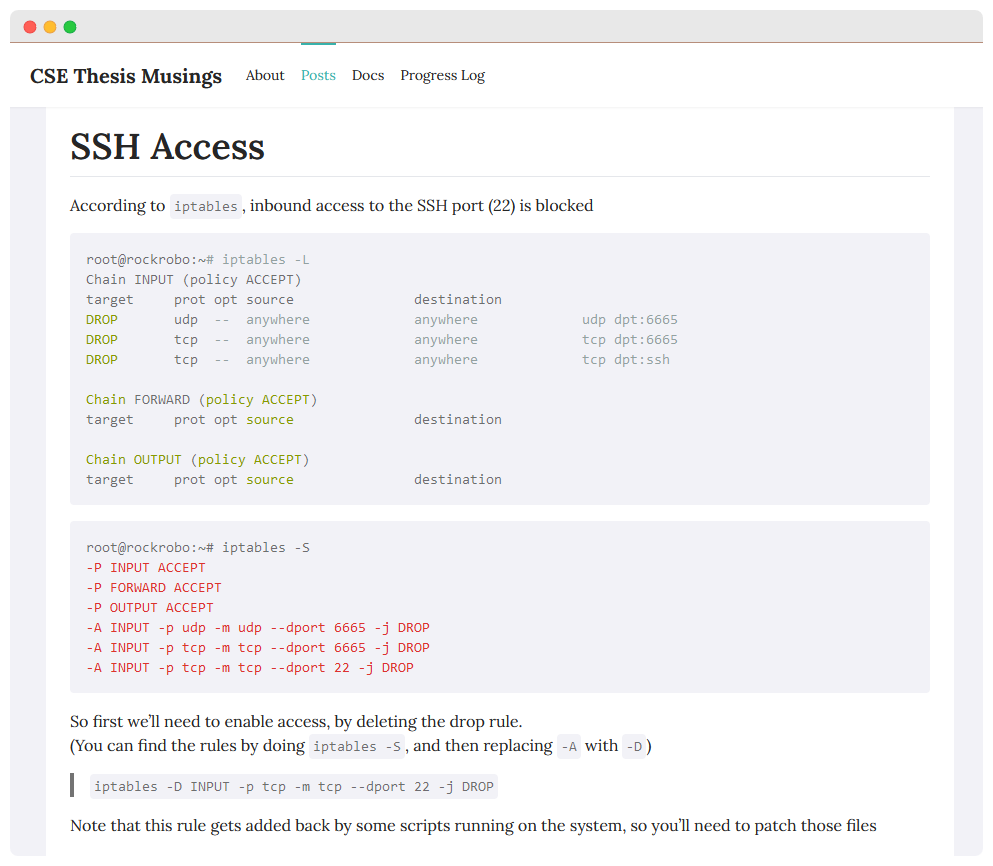 CSE Thesis Musings About Posts Docs Progress Log
SSH Access
According to iptables, inbound access to the SSH port (22) is blocked
root@rockrobo:~# iptables -L
Chain INPUT (policy ACCEPT)
target     prot opt source               destination
DROP       udp  --  anywhere             anywhere             udp dpt:6665
DROP       tcp  --  anywhere             anywhere             tcp dpt:6665
DROP       tcp  --  anywhere             anywhere             tcp dpt:ssh
Chain FORWARD (policy ACCEPT)
target     prot opt source               destination
Chain OUTPUT (policy ACCEPT)
target     prot opt source               destination
root@rockrobo:~# iptables -S
-P INPUT ACCEPT
-P FORWARD ACCEPT
-P OUTPUT ACCEPT
-A INPUT -p udp -m udp --dport 6665 -j DROP
-A INPUT -p tcp -m tcp --dport 6665 -j DROP
-A INPUT -p tcp -m tcp --dport 22 -j DROP
So first we’ll need to enable access, by deleting the drop rule.
(You can find the rules by doing iptables -S, and then replacing -A with -D)
iptables -D INPUT -p tcp -m tcp --dport 22 -j DROP
Note that this rule gets added back by some scripts running on the system, so you’ll need to patch those files